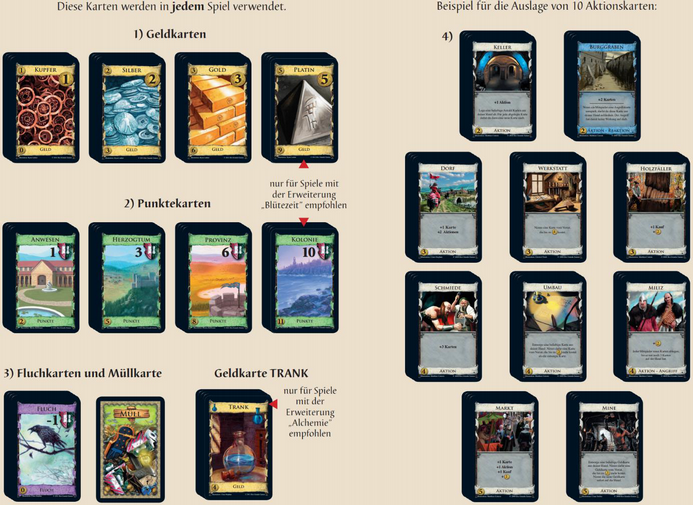 Diese Karten werden in jedem Spiel verwendet.
1) Geldkarten
1 KUPFER 1
0 GELD
2 SILBER 2
3 GELD
3 GOLD 3
6 GELD
5 PLATIN 5
9 GELD
nur für Spiele mit
der Erweiterung
„Blütezeit" empfohlen
2) Punktekarten
ANWESEN
1
2 PUNKTE
HERZOGTUM
3
5 PUNKTE
PROVINZ
6
8 PUNKTE
KOLONIE
10
11 PUNKTE
3) Fluchkarten und Müllkarte
FLUCH
-1
0 FLUCH
MÜLL
Geldkarte TRANK
TRANK
4 GELD
nur für Spiele
mit der
Erweiterung
„Alchemie"
empfohlen
Beispiel für die Auslage von 10 Aktionskarten:
4)
KELLER
+1 Aktion
2 AKTION
BURGGRABEN
+2 Karten
2 AKTION - REAKTION
DORF
+1 Karte
+2 Aktionen
3 AKTION
WERKSTATT
3 AKTION
HOLZFÄLLER
+1 Kauf
3 AKTION
SCHMIEDE
+3 Karten
4 AKTION
UMBAU
4 AKTION
MILIZ
4 AKTION - ANGRIFF
MARKT
+1 Karte
+1 Aktion
+1 Kauf
5 AKTION
MINE
5 AKTION